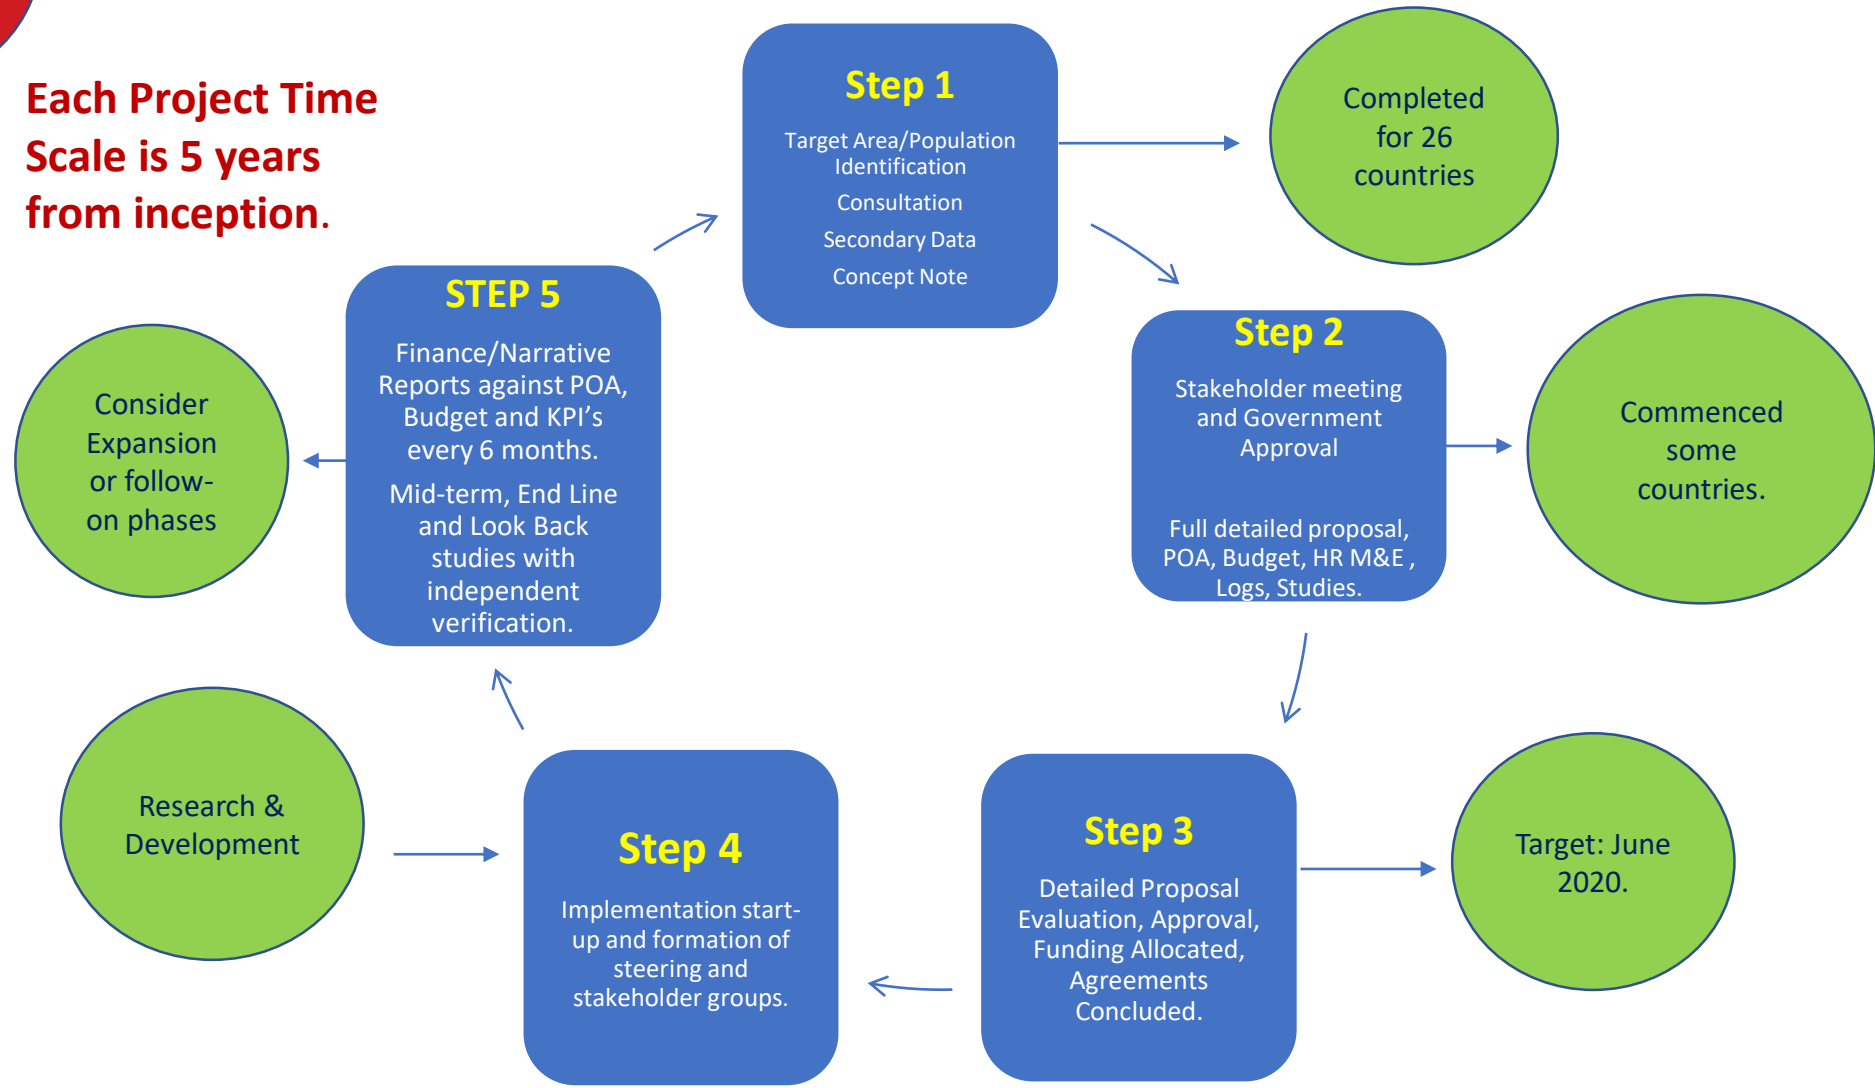 Each Project Time
Scale is 5 years
from inception.
Step 1
Target Area/Population
Identification
Consultation
Secondary Data
Concept Note
Completed
for 26
countries
Step 2
Stakeholder meeting
and Government
Approval
Full detailed proposal,
POA, Budget, HR M&E ,
Logs, Studies.
Commenced
some
countries.
Step 3
Detailed Proposal
Evaluation, Approval,
Funding Allocated,
Agreements
Concluded.
Target: June
2020.
Step 4
Implementation start-
up and formation of
steering and
stakeholder groups.
Research &
Development
STEP 5
Finance/Narrative
Reports against POA,
Budget and KPI’s
every 6 months.
Mid-term, End Line
and Look Back
studies with
independent
verification.
Consider
Expansion
or follow-
on phases